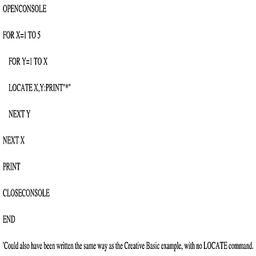 OPENCONSOLE
FOR X=1 TO 5
FOR Y=1 TO X
LOCATE X,Y:PRINT"*"
NEXT Y
NEXT X
PRINT
CLOSECONSOLE
END
'Could also have been written the same way as the Creative Basic example, with no LOCATE command.